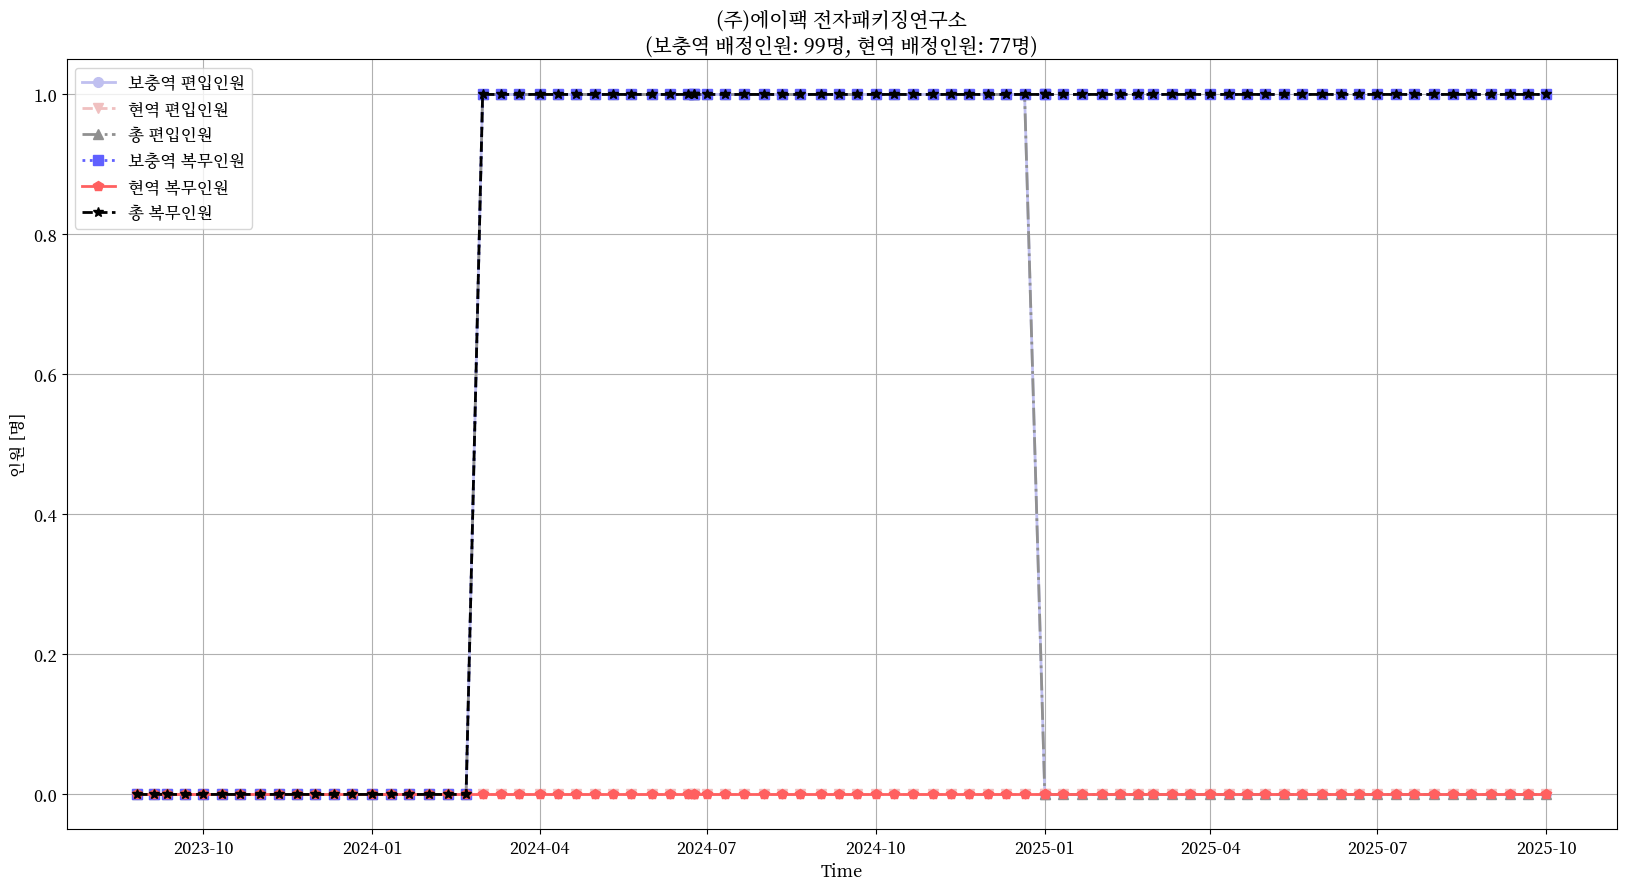 (주)에이팩 전자패키징연구소
(보충역 배정인원: 99명, 현역 배정인원: 77명)
보충역 편입인원
현역 편입인원
총 편입인원
보충역 복무인원
현역 복무인원
총 복무인원
1.0
0.8
0.6
0.4
0.2
0.0
인원 [명]
2023-10
2024-01
2024-04
2024-07
2024-10
2025-01
2025-04
2025-07
2025-10
Time